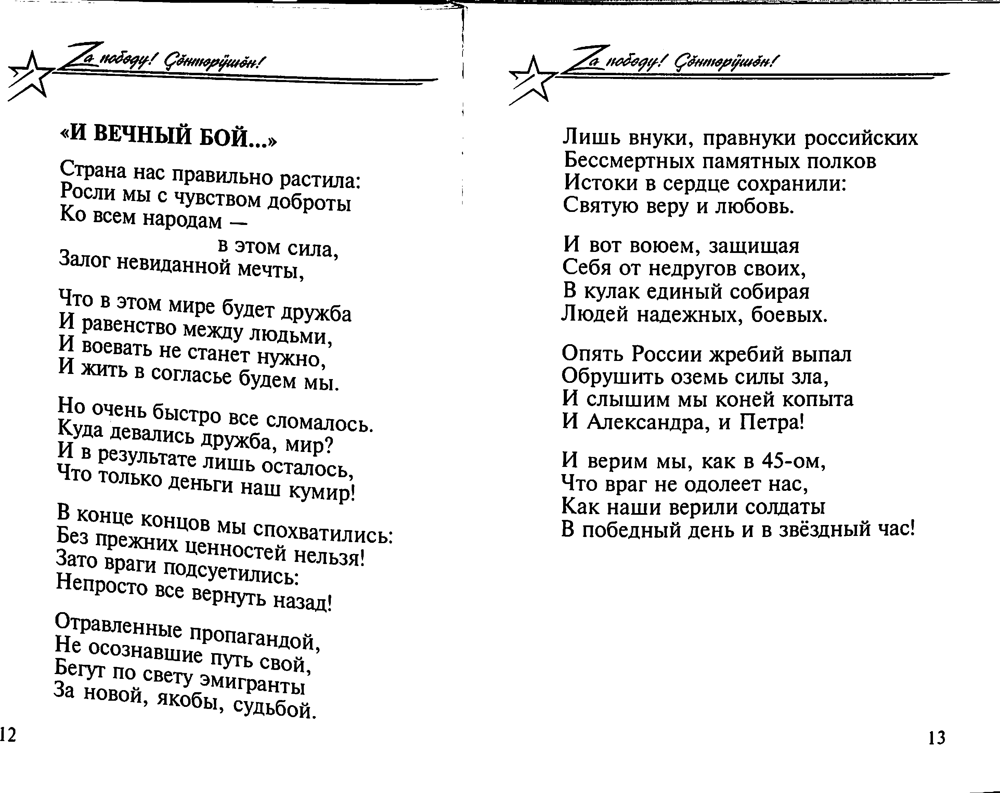 Zа победу! Çӗнтерӳшӗн!
«И ВЕЧНЫЙ БОЙ...»
Страна нас правильно растила:
Росли мы с чувством доброты
Ко всем народам —
в этом сила,
Залог невиданной мечты,
Что в этом мире будет дружба
И равенство между людьми,
И воевать не станет нужно,
И жить в согласье будем мы.
Но очень быстро все сломалось.
Куда девались дружба, мир?
И в результате лишь осталось,
Что только деньги наш кумир!
В конце концов мы спохватились:
Без прежних ценностей нельзя!
Зато враги подсуетились:
Непросто все вернуть назад!
Отравленные пропагандой,
Не осознавшие путь свой,
Бегут по свету эмигранты
За новой, якобы, судьбой.
12
Zа победу! Çӗнтерӳшӗн!
Лишь внуки, правнуки российских
Бессмертных памятных полков
Истоки в сердце сохранили:
Святую веру и любовь.
И вот воюем, защищая
Себя от недругов своих,
В кулак единый собирая
Людей надежных, боевых.
Опять России жребий выпал
Обрушить оземь силы зла,
И слышим мы коней копыта
И Александра, и Петра!
И верим мы, как в 45-ом,
Что враг не одолеет нас,
Как наши верили солдаты
В победный день и в звёздный час!
13